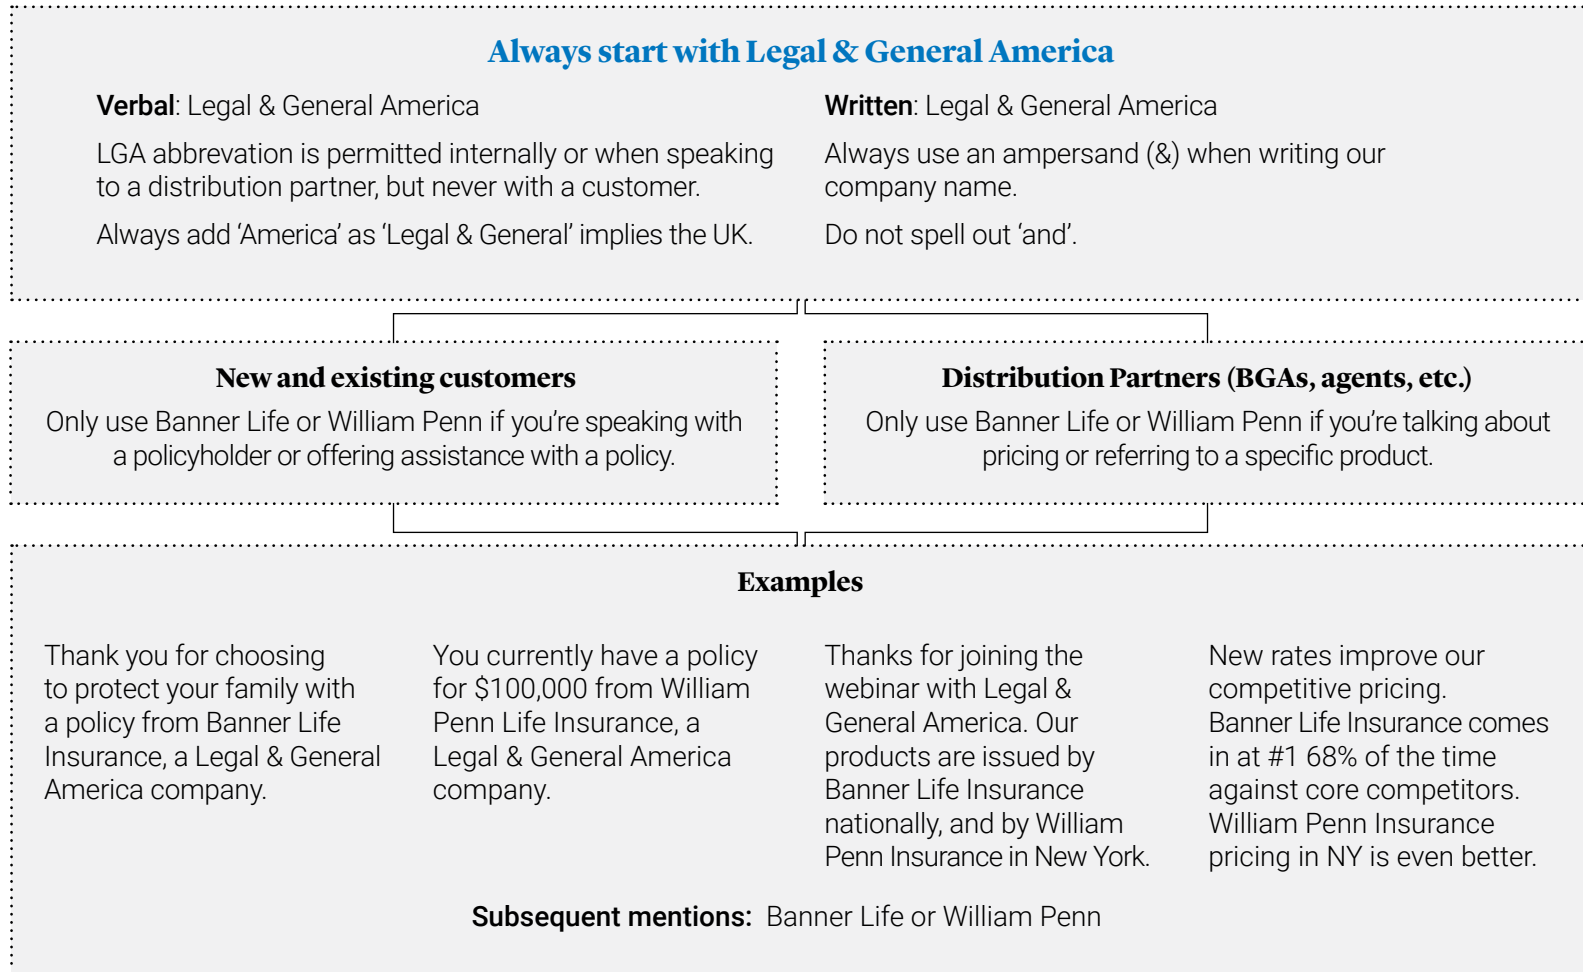 Always start with Legal & General America
Verbal: Legal & General America
LGA abbrevation is permitted internally or when speaking
to a distribution partner, but never with a customer.
Always add ‘America’ as ‘Legal & General’ implies the UK.
Written: Legal & General America
Always use an ampersand (&) when writing our
company name.
Do not spell out ‘and’.
New and existing customers
Only use Banner Life or William Penn if you’re speaking with
a policyholder or offering assistance with a policy.
Distribution Partners (BGAs, agents, etc.)
Only use Banner Life or William Penn if you’re talking about
pricing or referring to a specific product.
Examples
Thank you for choosing
to protect your family with
a policy from Banner Life
Insurance, a Legal & General
America company.
You currently have a policy
for $100,000 from William
Penn Life Insurance, a
Legal & General America
company.
Thanks for joining the
webinar with Legal &
General America. Our
products are issued by
Banner Life Insurance
nationally, and by William
Penn Insurance in New York.
New rates improve our
competitive pricing.
Banner Life Insurance comes
in at #1 68% of the time
against core competitors.
William Penn Insurance
pricing in NY is even better.
Subsequent mentions: Banner Life or William Penn